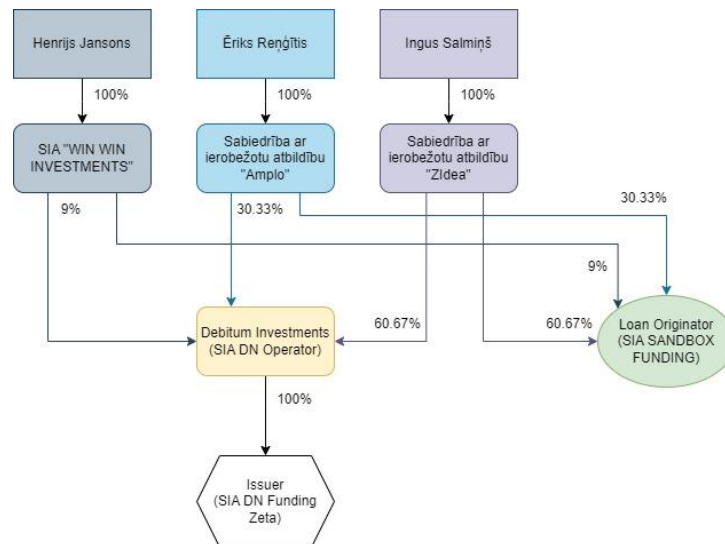 Henrijs Jansons
Ēriks Reņģītis
Ingus Salmiņš
100%
100%
100%
SIA "WIN WIN
INVESTMENTS"
Sabiedrība ar
ierobežotu atbildību
"Amplo"
Sabiedrība ar
ierobežotu atbildību
"ZIdea"
9%
30.33%
30.33%
9%
60.67%
60.67%
Debitum Investments
(SIA DN Operator)
Loan Originator
(SIA SANDBOX
FUNDING)
100%
Issuer
(SIA DN Funding
Zeta)